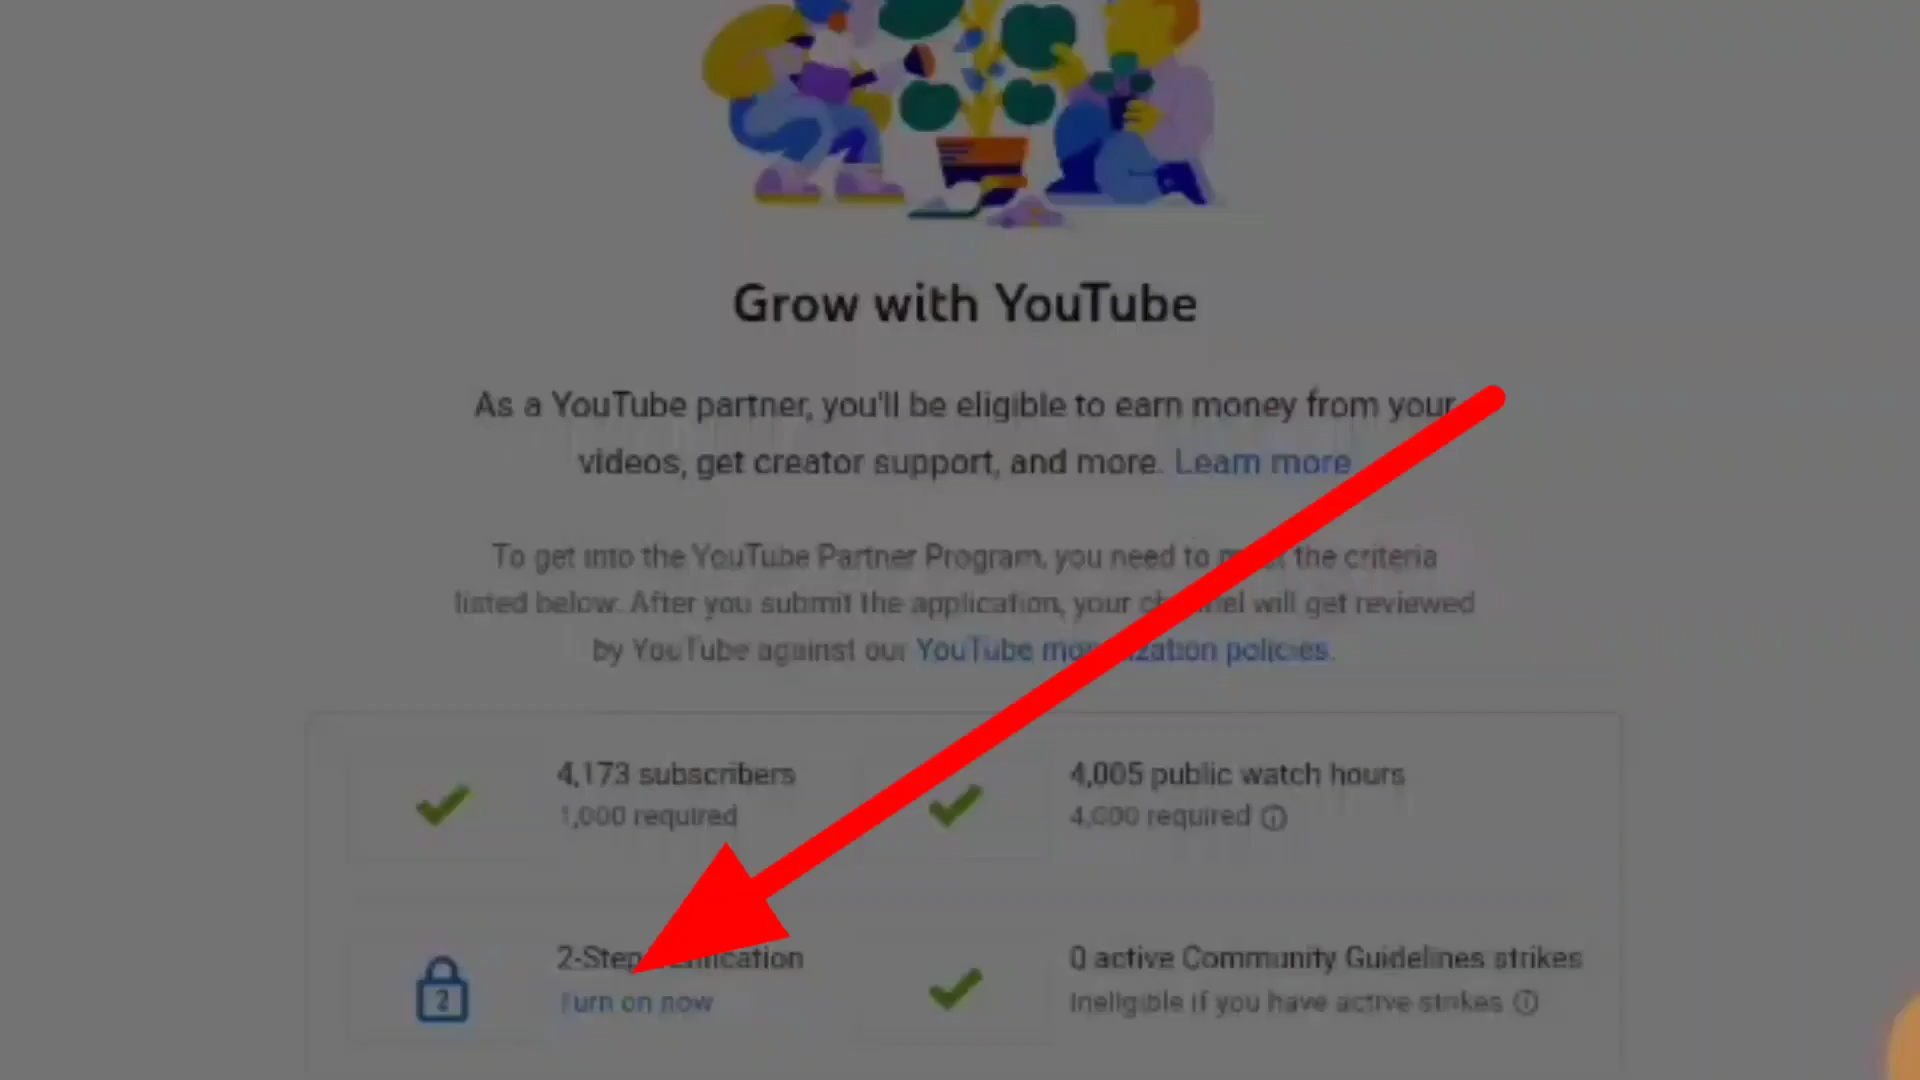 Grow with YouTube
As a YouTube partner, you'll be eligible to earn money from your
videos, get creator support, and more. Learn more
To get into the YouTube Partner Program, you need to the criteria
listed below. After you submit the application, your channel will get reviewed
by YouTube against our YouTube monetization policies.
4,173 subscribers
1,000 required
4,005 public watch hours
4,000 required
2-Step Verification
Turn on now
2
0 active Community Guidelines strikes
Ineligible if you have active strikes